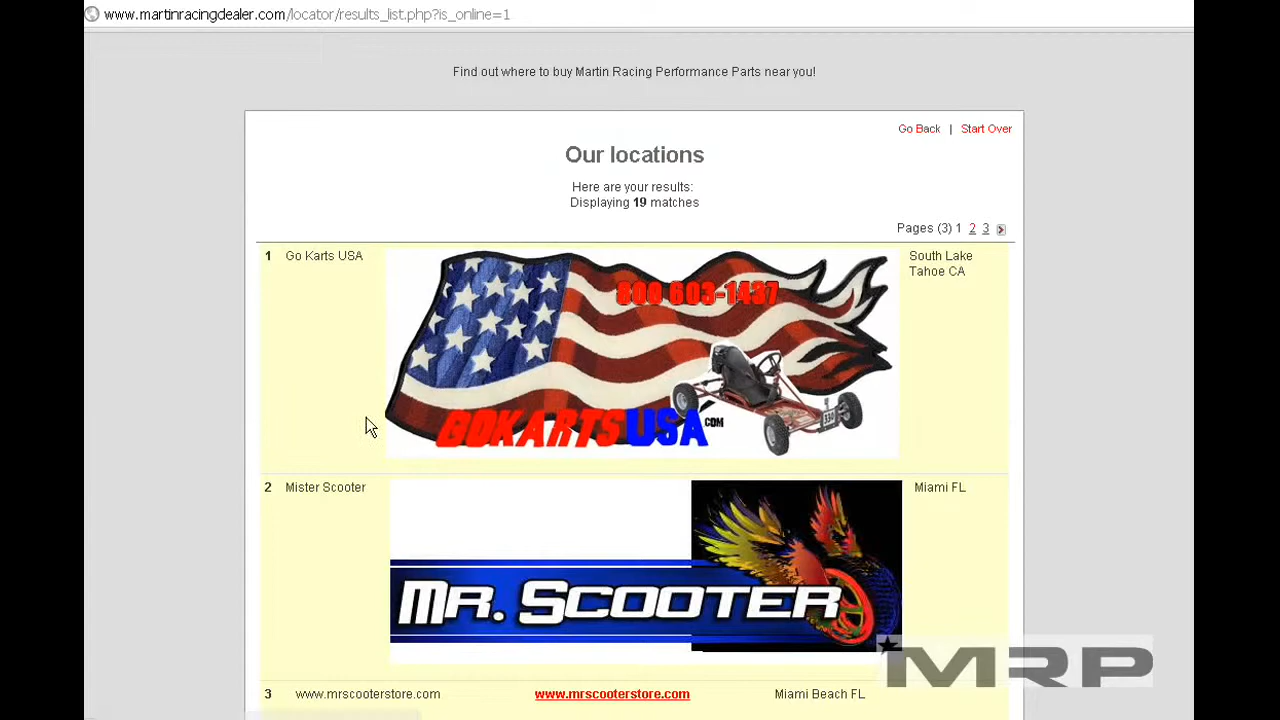 www.martinracingdealer.com/locator/results_list.php?is_online=1
Find out where to buy Martin Racing Performance Parts near you!
Go Back | Start Over
Our locations
Here are your results:
Displaying 19 matches
Pages (3) 1 2 3
1 Go Karts USA
800 603-1437
330
GOKARTSUSA.COM
South Lake
Tahoe CA
2 Mister Scooter
MR. SCOOTER
Miami FL
MRP
3 www.mrscooterstore.com www.mrscooterstore.com Miami Beach FL